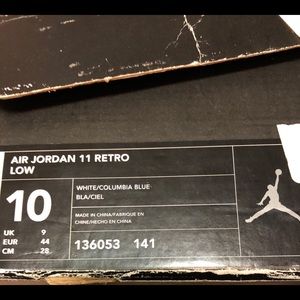 AIR JORDAN 11 RETRO
LOW
10
UK 9
EUR 44
CM 28
WHITE/COLUMBIA BLUE
BLA/CIEL
MADE IN CHINA/FABRIQUE EN
CHINE/HECHO EN CHINA
136053 141